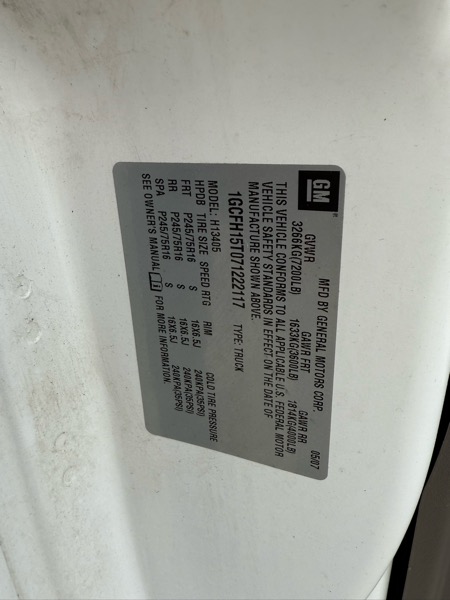 GM®
MFD BY GENERAL MOTORS CORP. 05/07
GVWR GAWR FRT GAWR RR
3266KG(7200LB) 1633KG(3600LB) 1814KG(4000LB)
THIS VEHICLE CONFORMS TO ALL APPLICABLE U.S. FEDERAL MOTOR
VEHICLE SAFETY STANDARDS IN EFFECT ON THE DATE OF
MANUFACTURE SHOWN ABOVE.
1GCFH15T071222117 TYPE: TRUCK
MODEL: H13405
HPDB TIRE SIZE SPEED RTG RIM COLD TIRE PRESSURE
FRT P245/75R16 S 16X6.5J 240KPA(35PSI)
RR P245/75R16 S 16X6.5J 240KPA(35PSI)
SPA P245/75R16 S 16X6.5J 240KPA(35PSI)
SEE OWNER'S MANUAL FOR MORE INFORMATION.